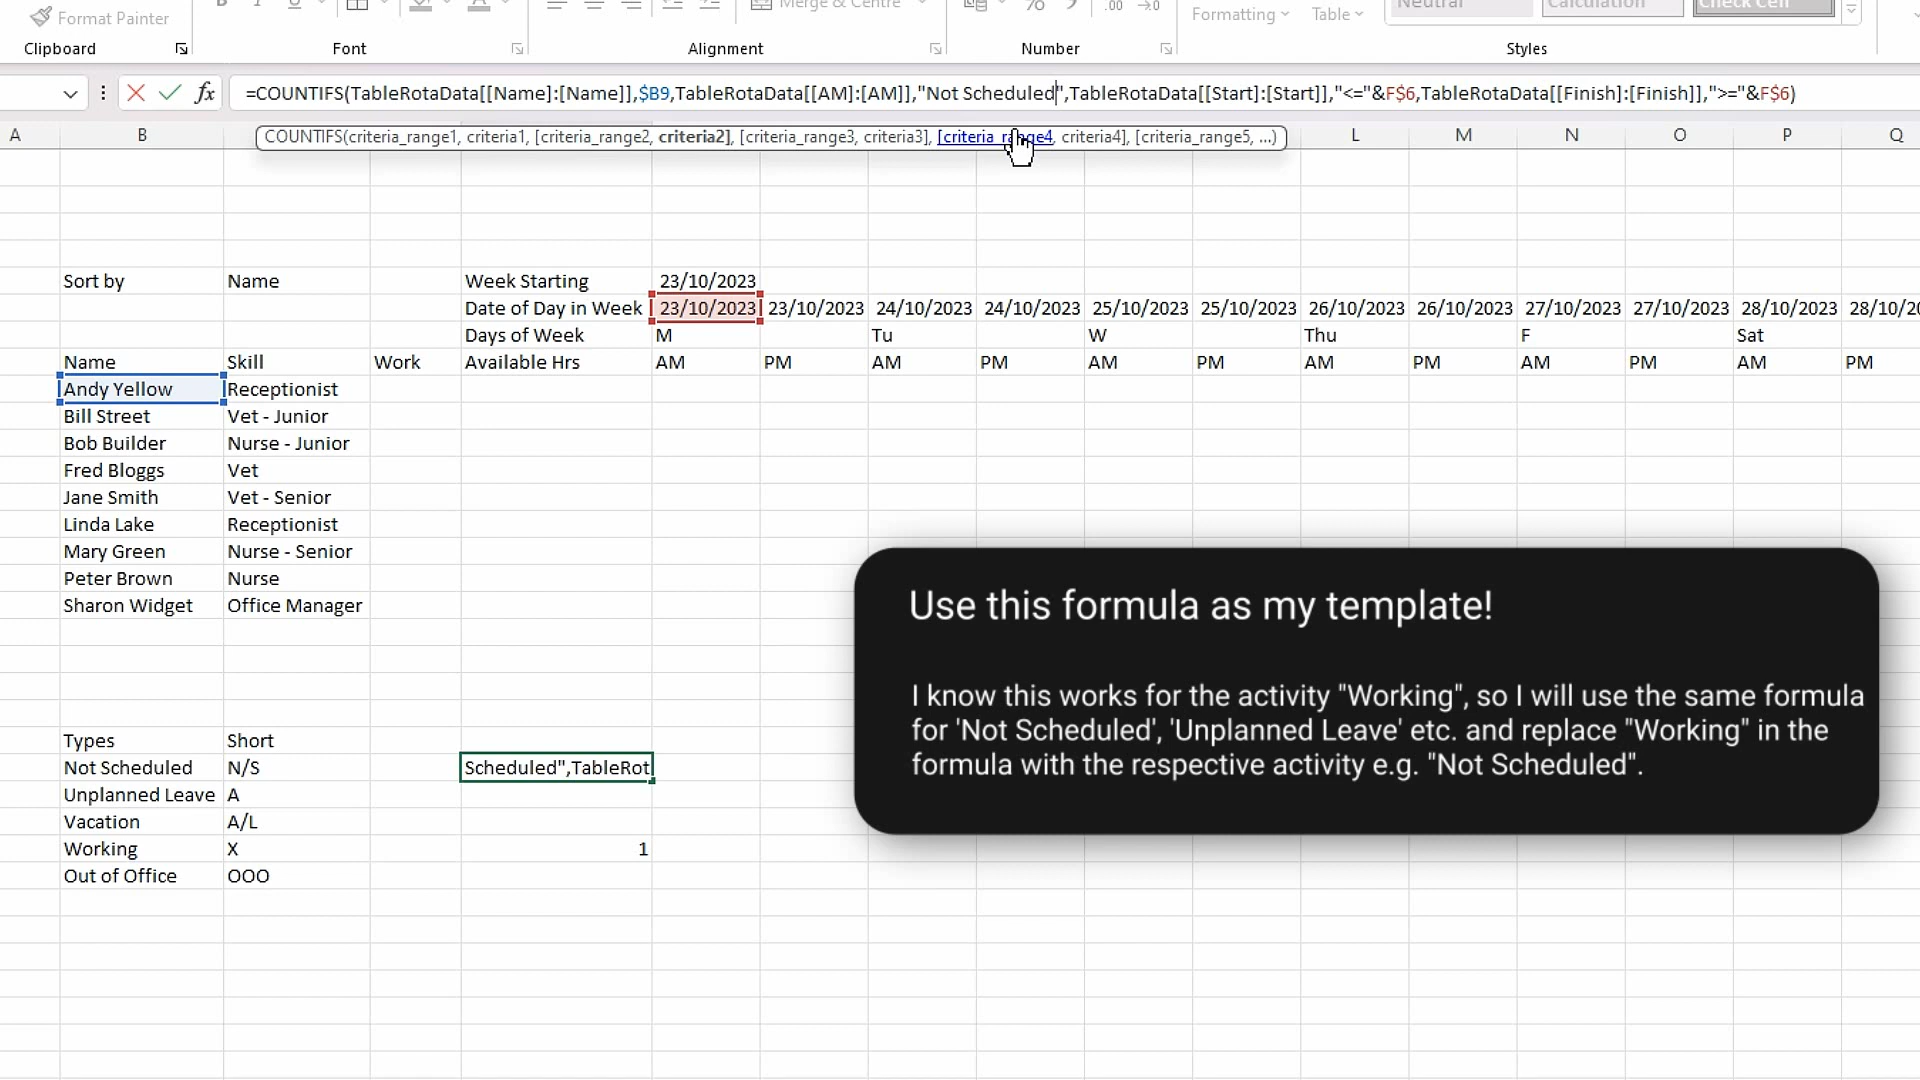 Format Painter
Merge & Centre
Formatting
Table
Neutral
Calculation
Check Cell
Clipboard
Font
Alignment
Number
Styles
fx
=COUNTIFS(TableRotaData[[Name]:[Name]],$B9,TableRotaData[[AM]:[AM]],"Not Scheduled",TableRotaData[[Start]:[Start]],"<="&F$6,TableRotaData[[Finish]:[Finish]],">="&F$6)
COUNTIFS(criteria_range1, criteria1, [criteria_range2, criteria2], [criteria_range3, criteria3], [criteria_range4, criteria4], [criteria_range5, ...)
A B L M N O P Q
Sort by Name Week Starting 23/10/2023
Date of Day in Week 23/10/2023 23/10/2023 24/10/2023 24/10/2023 25/10/2023 25/10/2023 26/10/2023 26/10/2023 27/10/2023 27/10/2023 28/10/2023 28/10/20
Days of Week M Tu W Thu F Sat
Name Skill Work Available Hrs AM PM AM PM AM PM AM PM AM PM AM PM
Andy Yellow Receptionist
Bill Street Vet - Junior
Bob Builder Nurse - Junior
Fred Bloggs Vet
Jane Smith Vet - Senior
Linda Lake Receptionist
Mary Green Nurse - Senior
Peter Brown Nurse
Sharon Widget Office Manager
Use this formula as my template!
I know this works for the activity "Working", so I will use the same formula
for 'Not Scheduled', 'Unplanned Leave' etc. and replace "Working" in the
formula with the respective activity e.g. "Not Scheduled".
Types Short
Not Scheduled N/S Scheduled",TableRot
Unplanned Leave A
Vacation A/L
Working X 1
Out of Office OOO